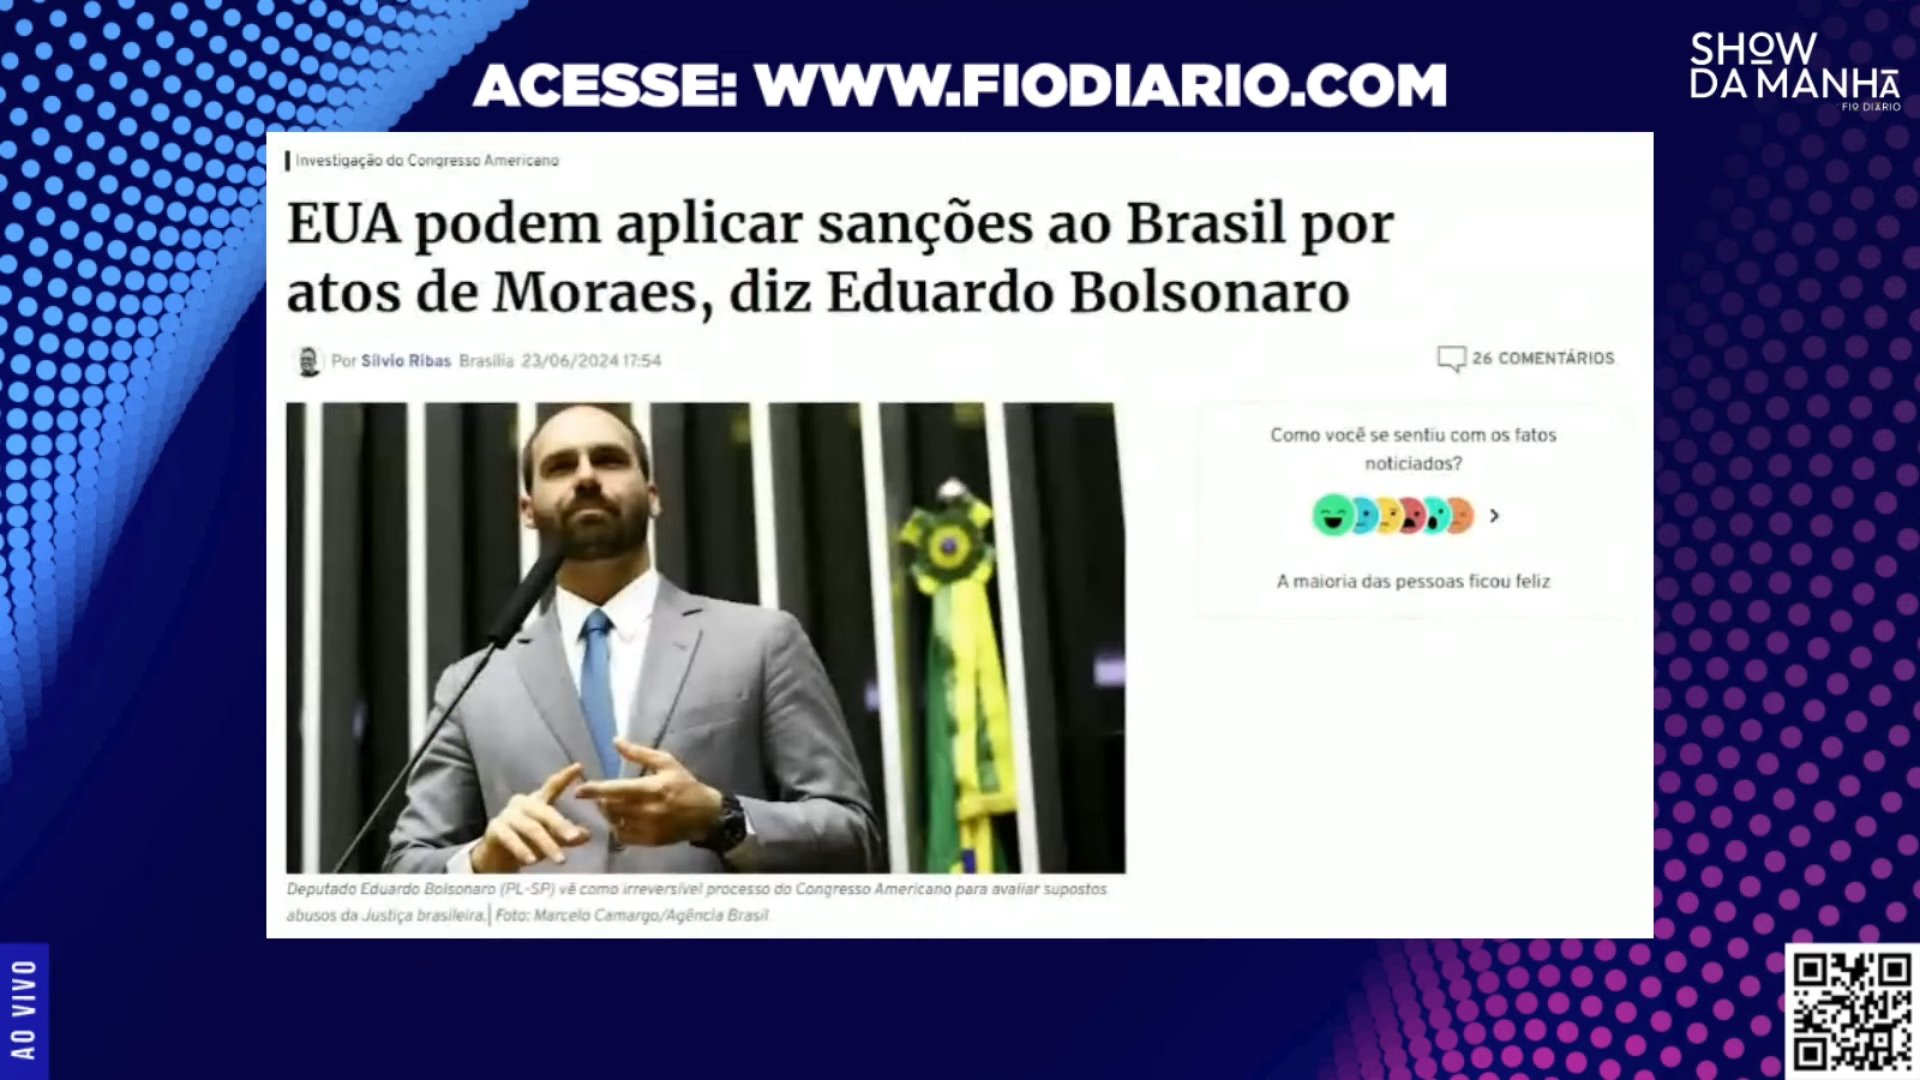 ACESSE: WWW.FIODIARIO.COM
SHOW
DA MANHÃ
FIO DIÁRIO
Investigação do Congresso Americano
EUA podem aplicar sanções ao Brasil por
atos de Moraes, diz Eduardo Bolsonaro
Por Sílvio Ribas Brasília 23/06/2024 17:54
26 COMENTÁRIOS
Como você se sentiu com os fatos
noticiados?
A maioria das pessoas ficou feliz
Deputado Eduardo Bolsonaro (PL-SP) vê como irreversível processo do Congresso Americano para avaliar supostos
abusos da Justiça brasileira.| Foto: Marcelo Camargo/Agência Brasil
AO VIVO